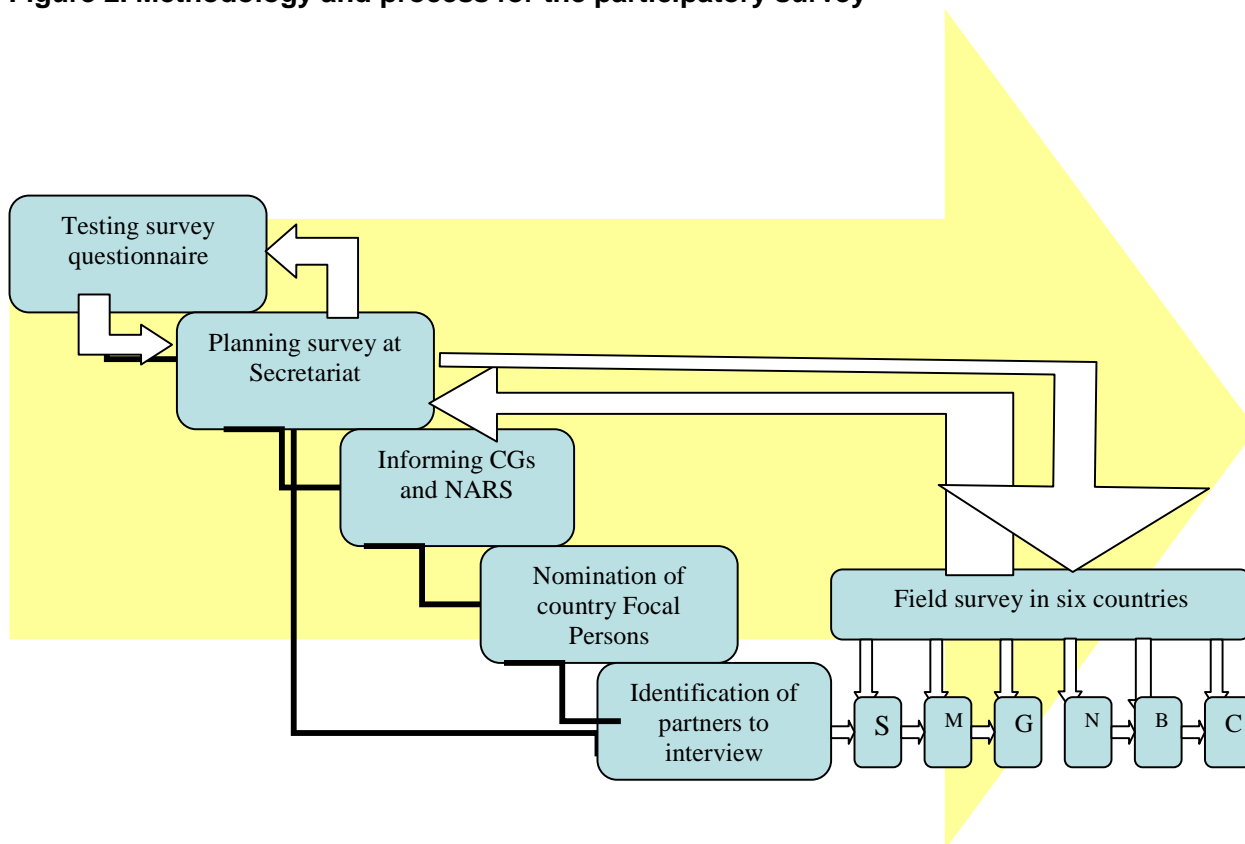 Figure 2. Methodology and process for the participatory survey
Testing survey
questionnaire
Planning survey at
Secretariat
Informing CGs
and NARS
Nomination of
country Focal
Persons
Field survey in six countries
Identification of
partners to
interview
S
M
G
N
B
C